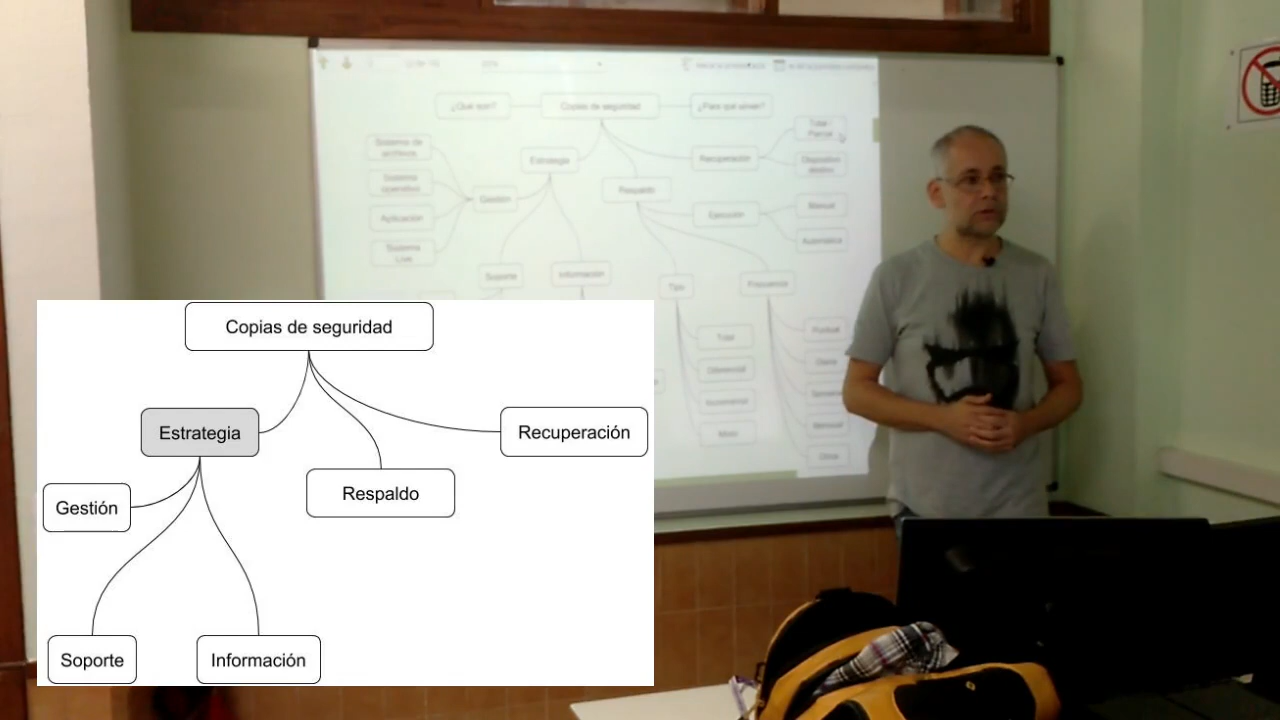 ¿Qué son?
Copias de seguridad
¿Para qué sirven?
Total /
Parcial
Sistema de
archivos
Estrategia
Recuperación
Dispositivo
destino
Sistema
operativo
Respaldo
Gestión
Manual
Aplicación
Ejecución
Automática
Sistema
Live
Soporte
Información
Tipo
Frecuencia
Puntual
Total
Diaria
Diferencial
Semanal
Incremental
Mensual
Mixto
Otros
Copias de seguridad
Estrategia
Recuperación
Respaldo
Gestión
Soporte
Información